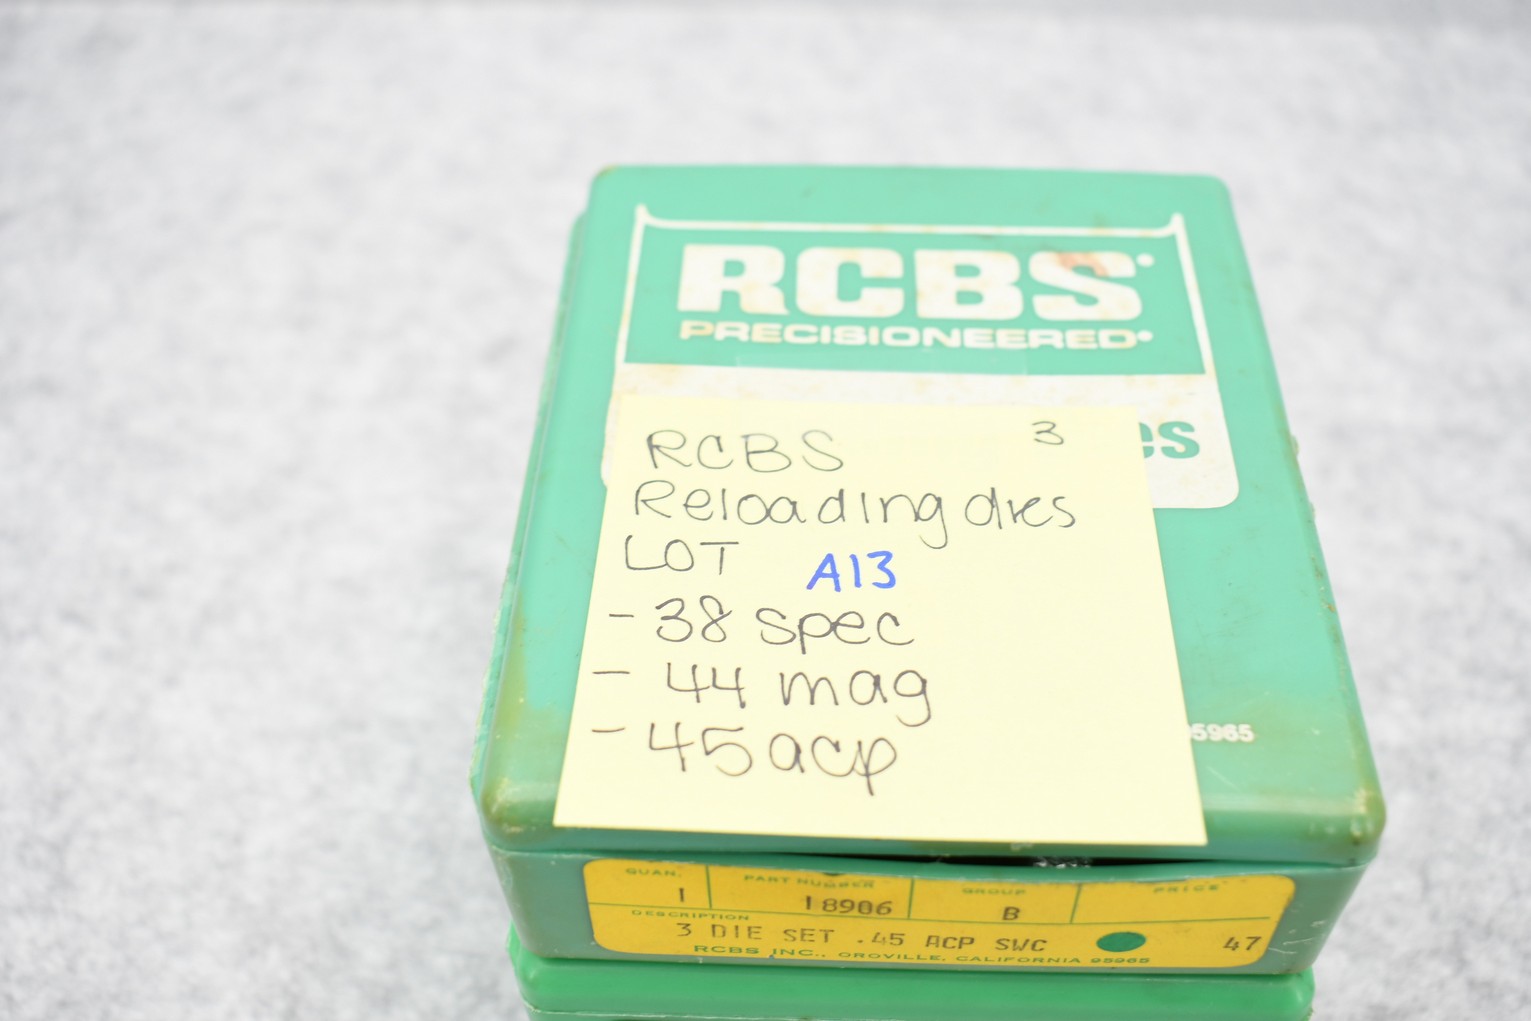 RCBS
PRECISIONEERED
RCBS 3
Reloading dies
LOT A13
- 38 spec
- 44 mag
- 45 acp
QUAN. PART NUMBER GROUP PRICE
1 18906 B
DESCRIPTION
3 DIE SET .45 ACP SWC 47
RCBS INC., OROVILLE, CALIFORNIA 95965